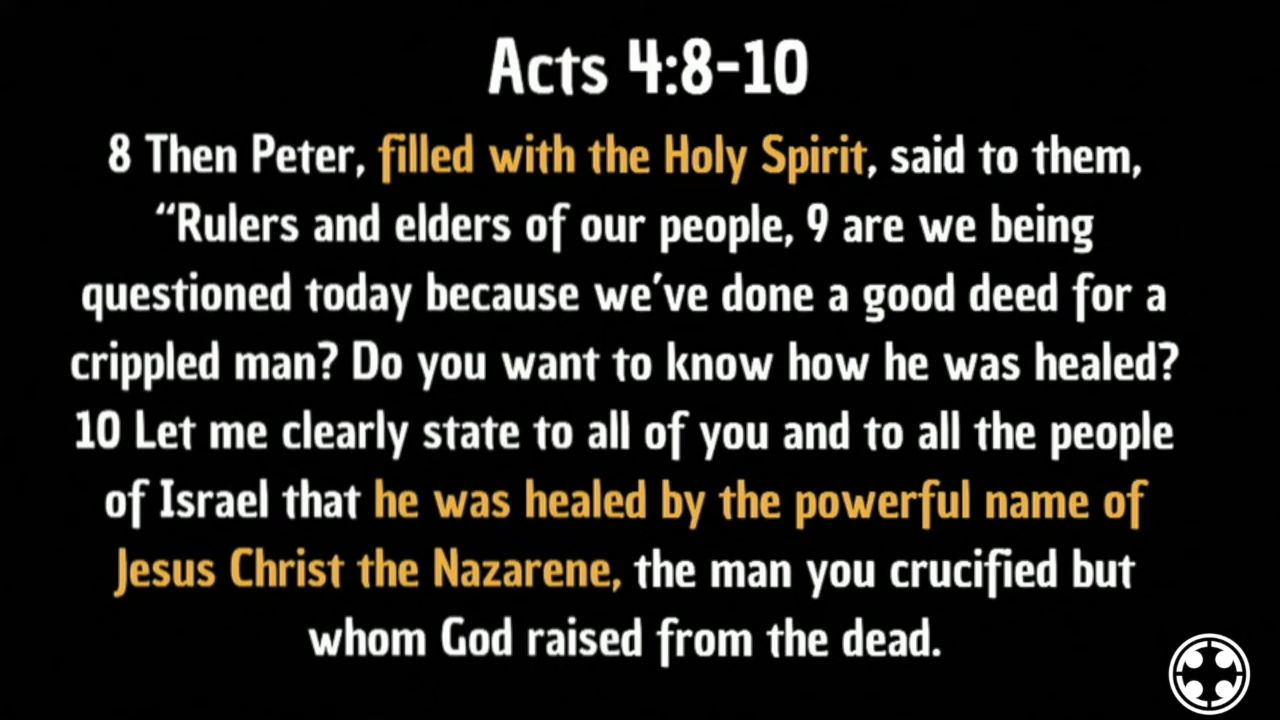 Acts 4:8-10
8 Then Peter, filled with the Holy Spirit, said to them,
“Rulers and elders of our people, 9 are we being
questioned today because we’ve done a good deed for a
crippled man? Do you want to know how he was healed?
10 Let me clearly state to all of you and to all the people
of Israel that he was healed by the powerful name of
Jesus Christ the Nazarene, the man you crucified but
whom God raised from the dead.